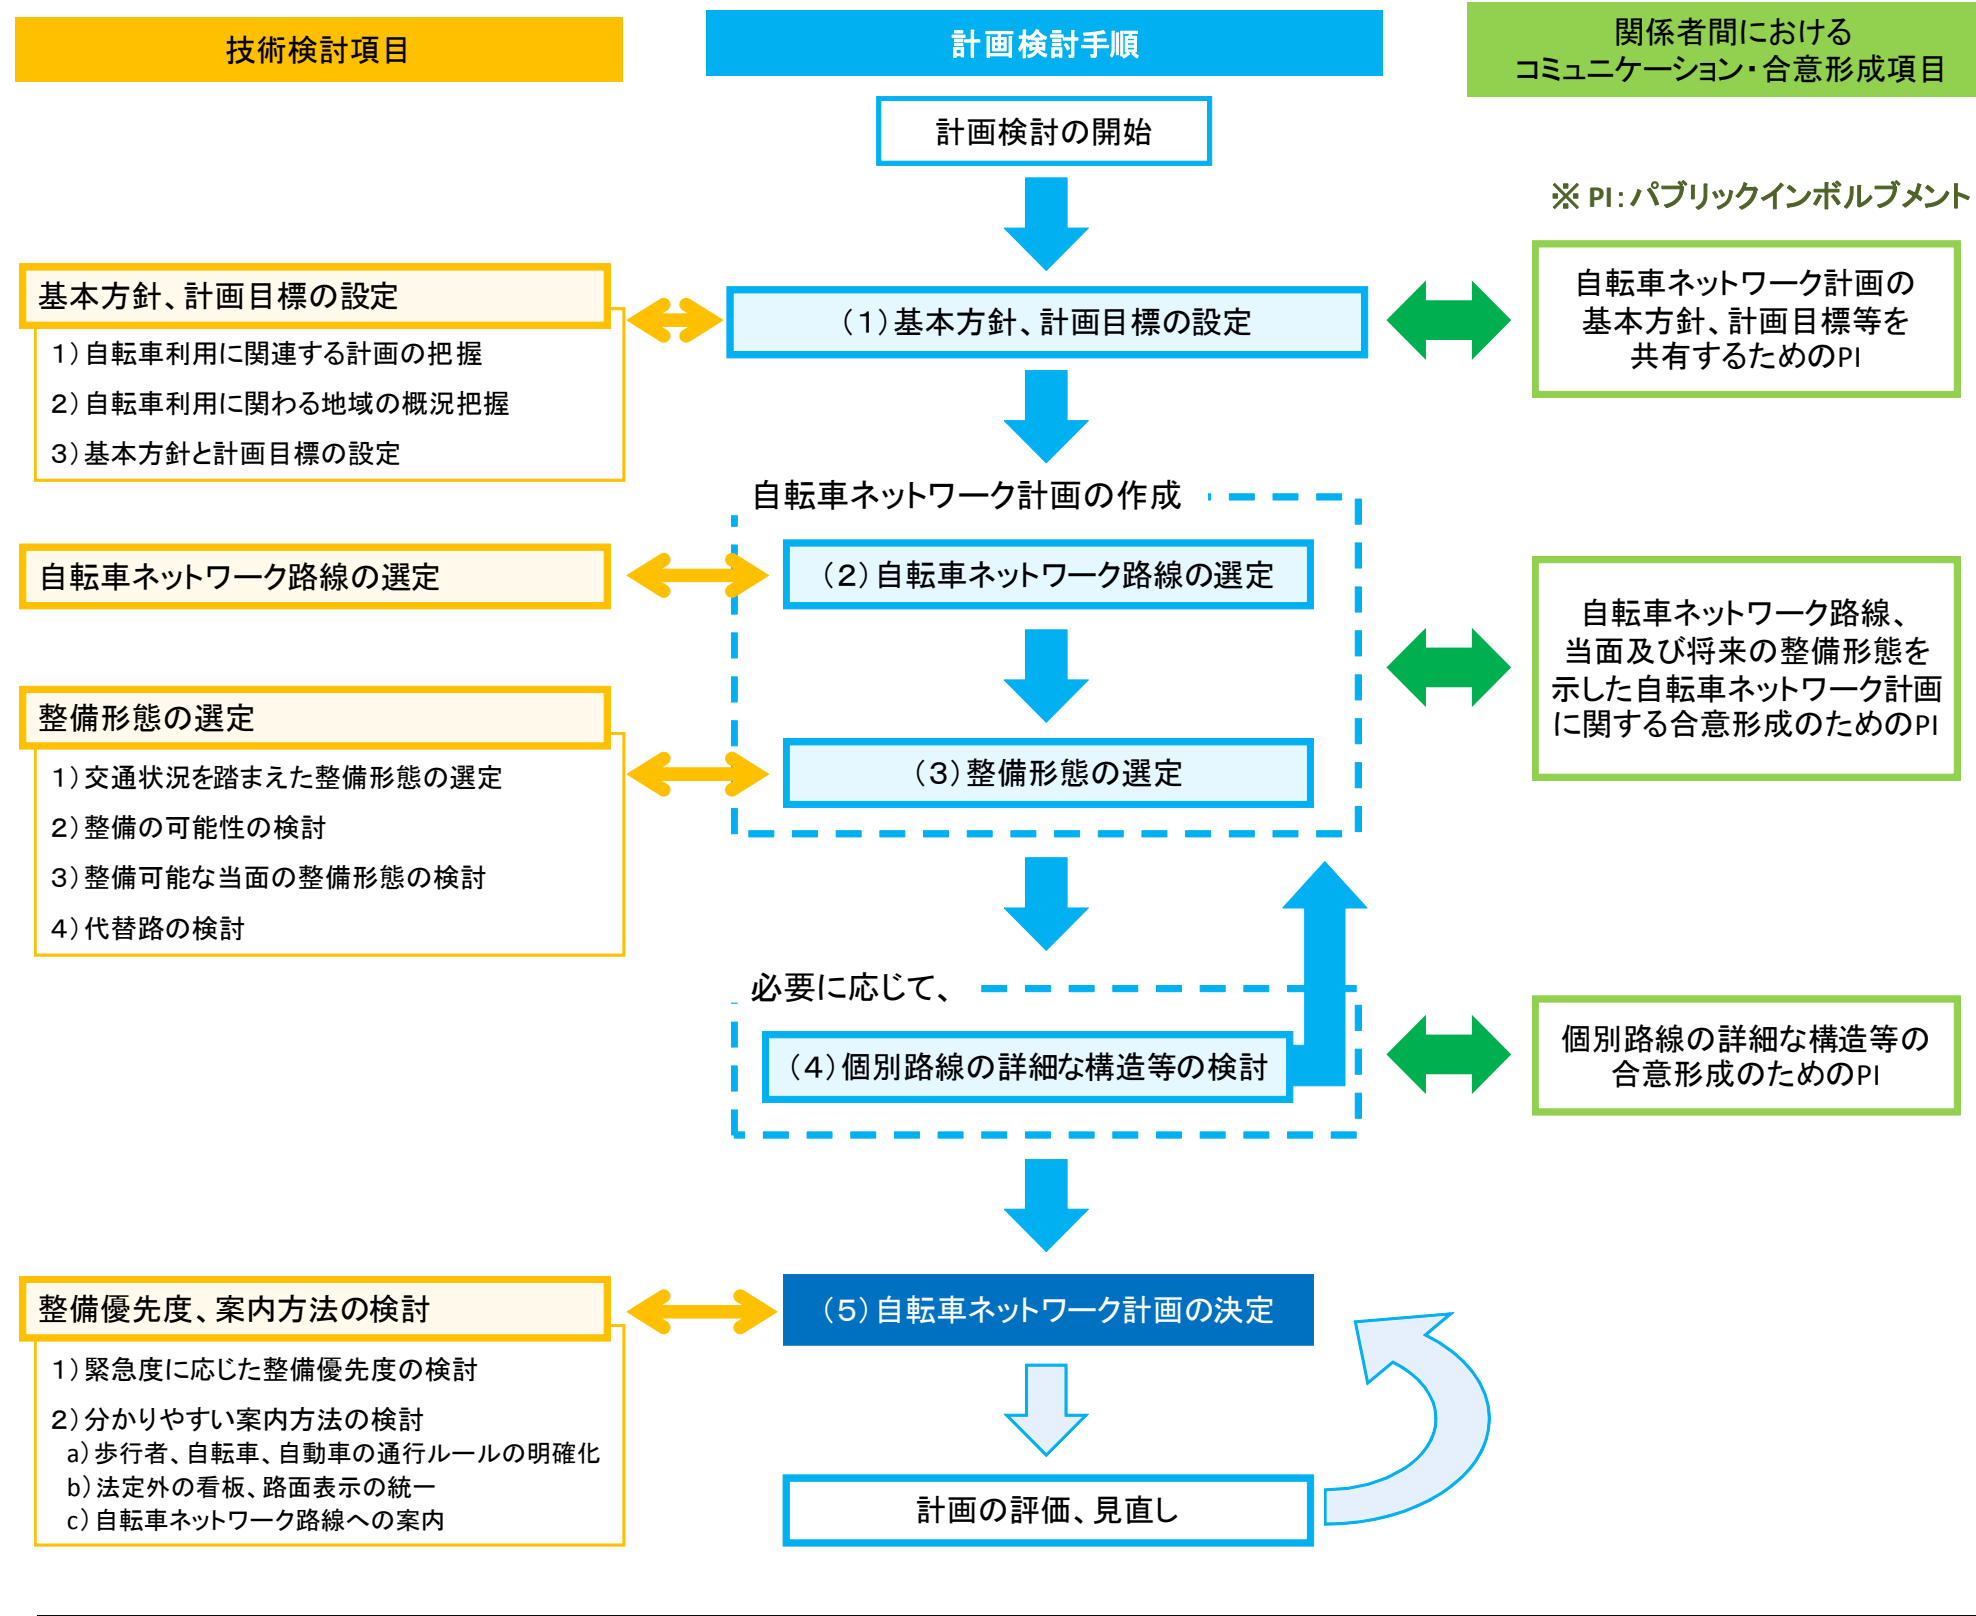 技術検討項目
計画検討手順
関係者間における
コミュニケーション・合意形成項目
計画検討の開始
※ PI：パブリックインボルブメント
基本方針、計画目標の設定
１）自転車利用に関連する計画の把握
２）自転車利用に関わる地域の概況把握
３）基本方針と計画目標の設定
（１）基本方針、計画目標の設定
自転車ネットワーク計画の
基本方針、計画目標等を
共有するためのPI
自転車ネットワーク計画の作成
自転車ネットワーク路線の選定
（２）自転車ネットワーク路線の選定
自転車ネットワーク路線、
当面及び将来の整備形態を
示した自転車ネットワーク計画
に関する合意形成のためのPI
整備形態の選定
１）交通状況を踏まえた整備形態の選定
２）整備の可能性の検討
３）整備可能な当面の整備形態の検討
４）代替路の検討
（３）整備形態の選定
必要に応じて、
（４）個別路線の詳細な構造等の検討
個別路線の詳細な構造等の
合意形成のためのPI
整備優先度、案内方法の検討
１）緊急度に応じた整備優先度の検討
２）分かりやすい案内方法の検討
a）歩行者、自転車、自動車の通行ルールの明確化
b）法定外の看板、路面表示の統一
c）自転車ネットワーク路線への案内
（５）自転車ネットワーク計画の決定
計画の評価、見直し